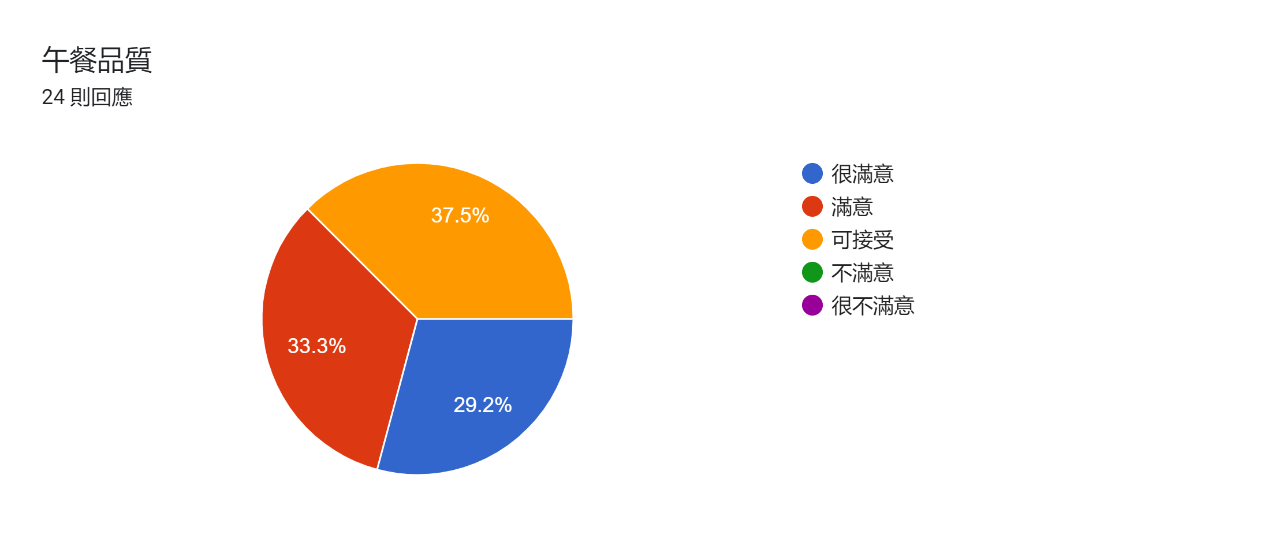 午餐品質
24 則回應
37.5%
33.3%
29.2%
很滿意
滿意
可接受
不滿意
很不滿意